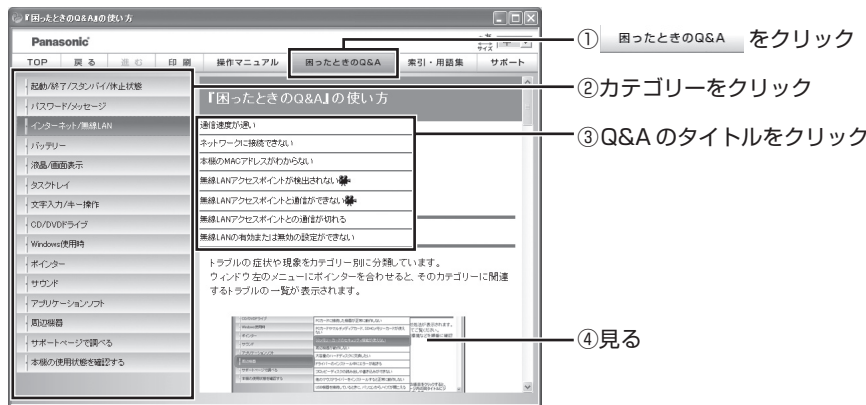 『困ったときのQ&A』の使い方
Panasonic
サイズ 中
TOP 戻る 進む 印刷 操作マニュアル 困ったときのQ&A 索引・用語集 サポート
起動/終了/スタンバイ/休止状態
パスワード/メッセージ
インターネット/無線LAN
バッテリー
液晶/画面表示
タスクトレイ
文字入力/キー操作
CD/DVDドライブ
Windows使用時
ポインター
サウンド
アプリケーションソフト
周辺機器
サポートページで調べる
本機の使用状態を確認する
『困ったときのQ&A』の使い方
通信速度が遅い
ネットワークに接続できない
本機のMACアドレスがわからない
無線LANアクセスポイントが検出されない
無線LANアクセスポイントと通信ができない
無線LANアクセスポイントとの通信が切れる
無線LANの有効または無効の設定ができない
トラブルの症状や現象をカテゴリー別に分類しています。
ウィンドウ左のメニューにポインターを合わせると、そのカテゴリーに関連
するトラブルの一覧が表示されます。
① 困ったときのQ&A をクリック
②カテゴリーをクリック
③Q&Aのタイトルをクリック
④見る